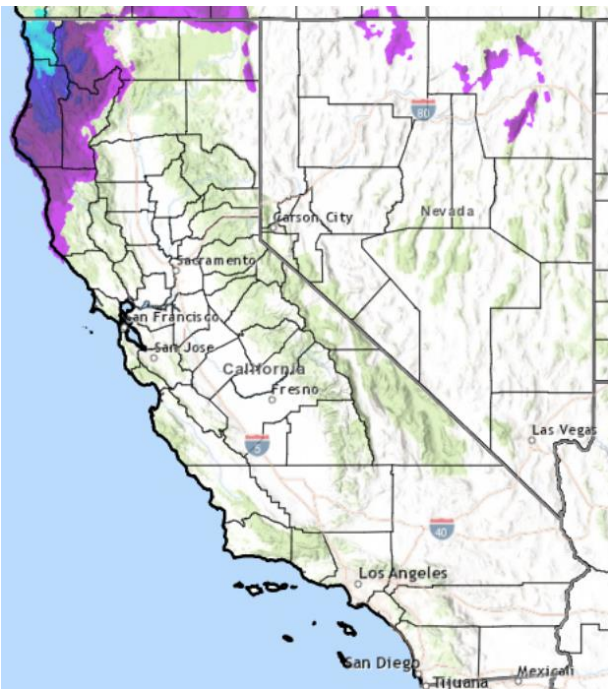 80
Carson City
Nevada
Sacramento
San Francisco
San Jose
California
Fresno
Las Vegas
5
40
Los Angeles
San Diego
Tijuana
Mexicali